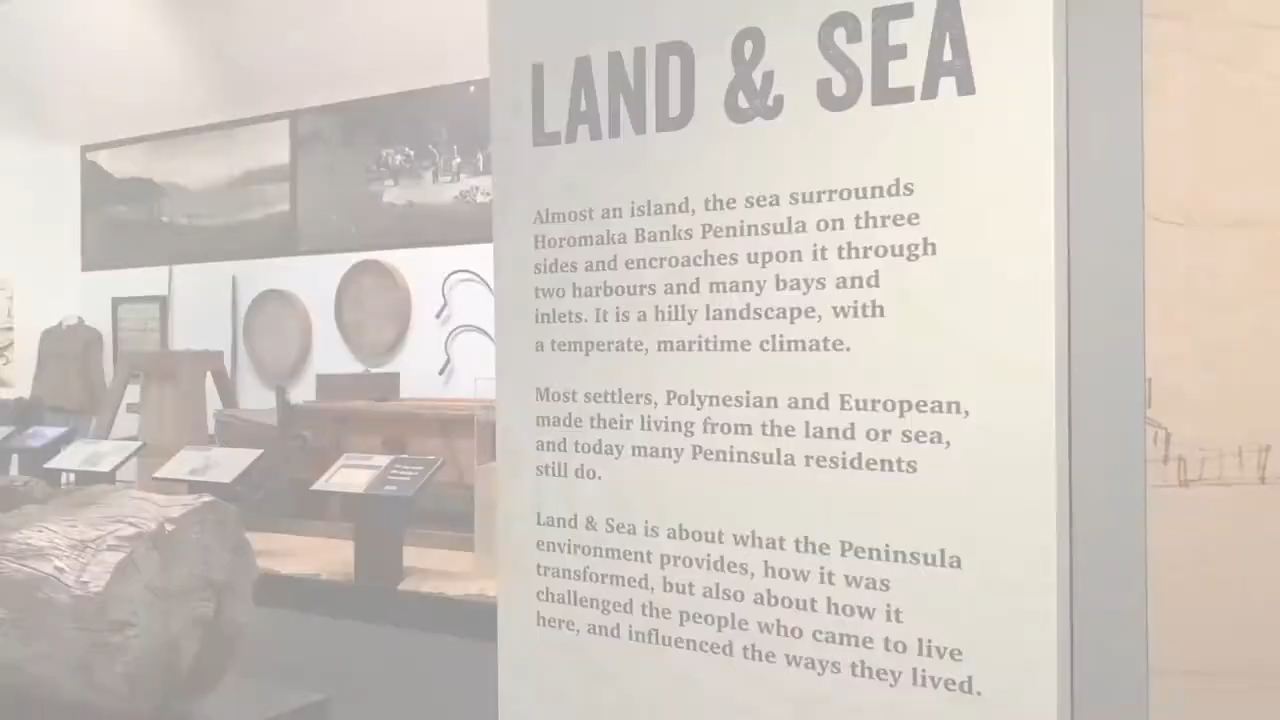 LAND & SEA
Almost an island, the sea surrounds
Horomaka Banks Peninsula on three
sides and encroaches upon it through
two harbours and many bays and
inlets. It is a hilly landscape, with
a temperate, maritime climate.
Most settlers, Polynesian and European,
made their living from the land or sea,
and today many Peninsula residents
still do.
Land & Sea is about what the Peninsula
environment provides, how it was
transformed, but also about how it
challenged the people who came to live
here, and influenced the ways they lived.